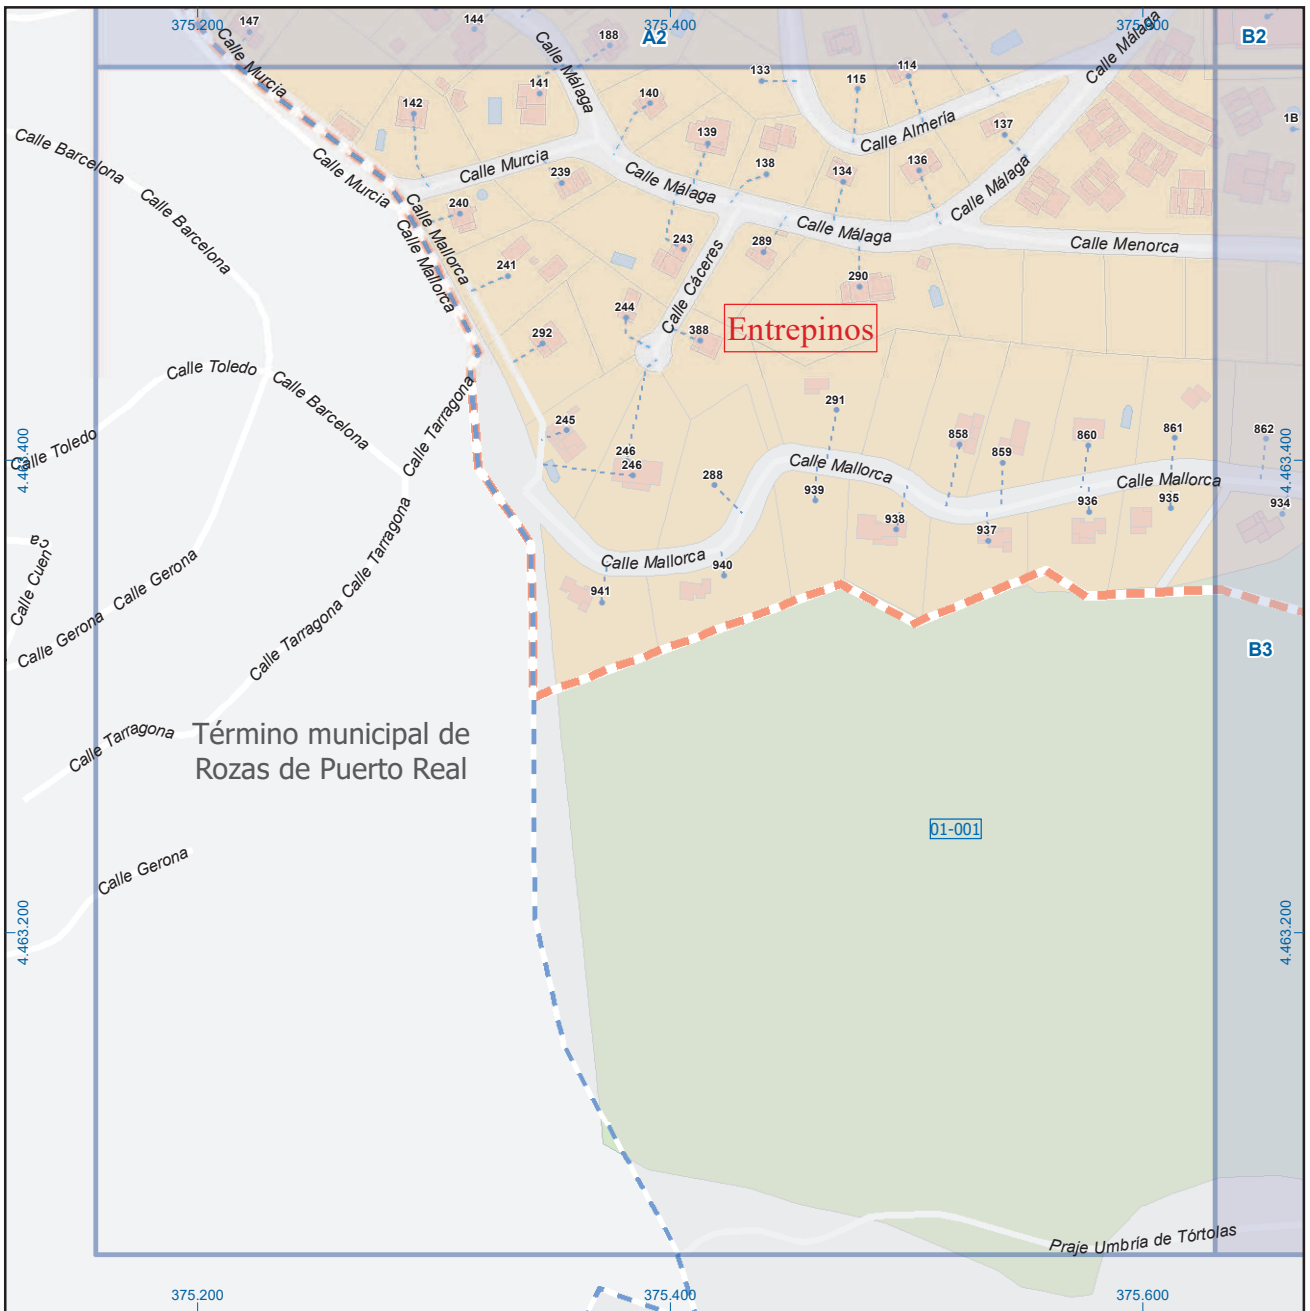 375.200
375.400
375.600
A2
B2
147
144
188
133
115
114
1B
Calle Murcia
Calle Málaga
Calle Málaga
142
141
140
139
138
137
136
134
Calle Almería
Calle Barcelona
Calle Murcia
Calle Murcia
Calle Málaga
Calle Málaga
239
240
Calle Barcelona
Calle Mallorca
Calle Mallorca
Calle Málaga
Calle Menorca
241
243
289
290
Calle Cáceres
244
292
388
Entrepinos
Calle Toledo
Calle Barcelona
Calle Tarragona
291
245
246
246
288
858
859
860
861
862
Calle Toledo
4.463.400
4.463.400
Calle Mallorca
Calle Mallorca
939
938
937
936
935
934
Calle Tarragona
Calle Cuenca
Calle Gerona
Calle Tarragona
Calle Mallorca
940
941
Calle Gerona
Calle Tarragona
B3
Calle Tarragona
Término municipal de
Rozas de Puerto Real
01-001
Calle Gerona
4.463.200
4.463.200
Praje Umbría de Tórtolas
375.200
375.400
375.600